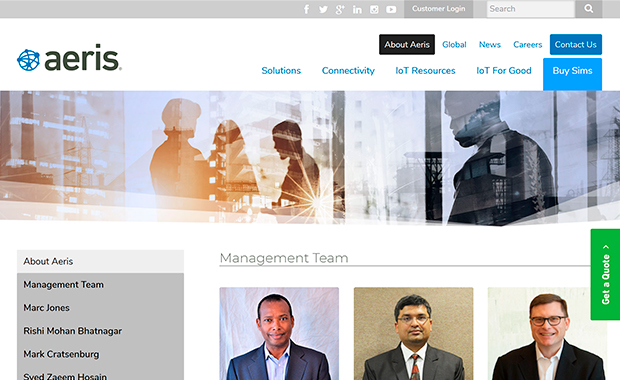 Customer Login
Search
About Aeris
Global
News
Careers
Contact Us
aeris
Solutions
Connectivity
IoT Resources
IoT For Good
Buy Sims
Get a Quote >
About Aeris
Management Team
Management Team
Marc Jones
Rishi Mohan Bhatnagar
Mark Cratsenburg
Syed Zaeem Hosain